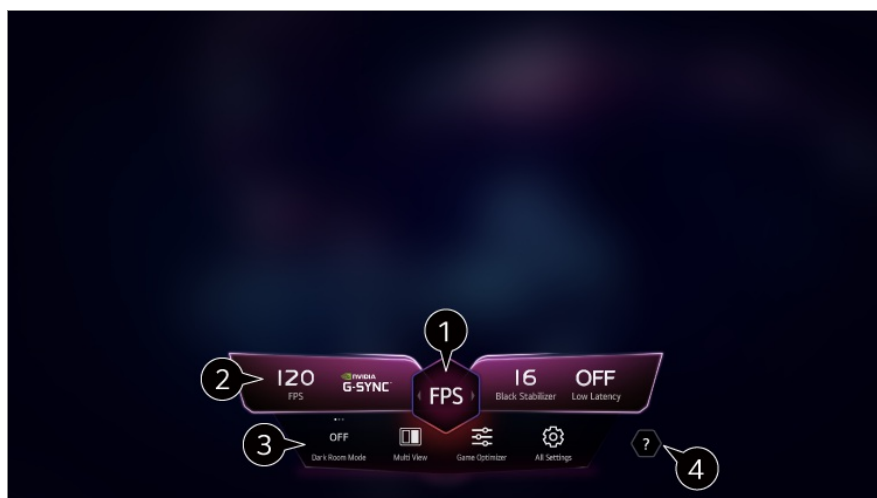 1
2
120
FPS
NVIDIA
G-SYNC
FPS
16
Black Stabilizer
OFF
Low Latency
3
OFF
Dark Room Mode
Multi View
Game Optimizer
All Settings
?
4